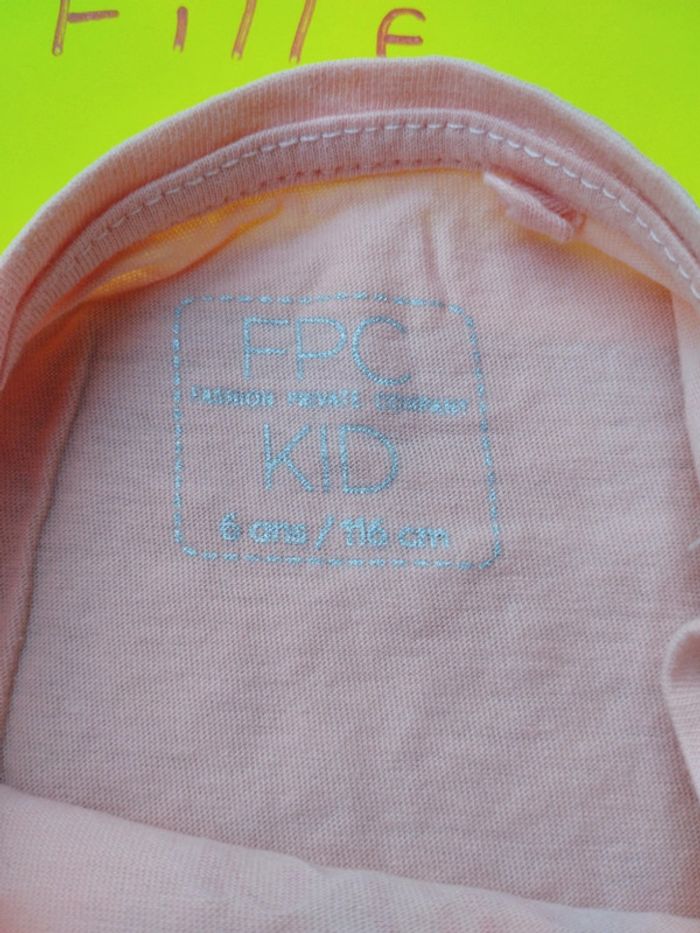 Fille
FPC
FASHION PRIVATE COMPANY
KID
6 ans / 116 cm